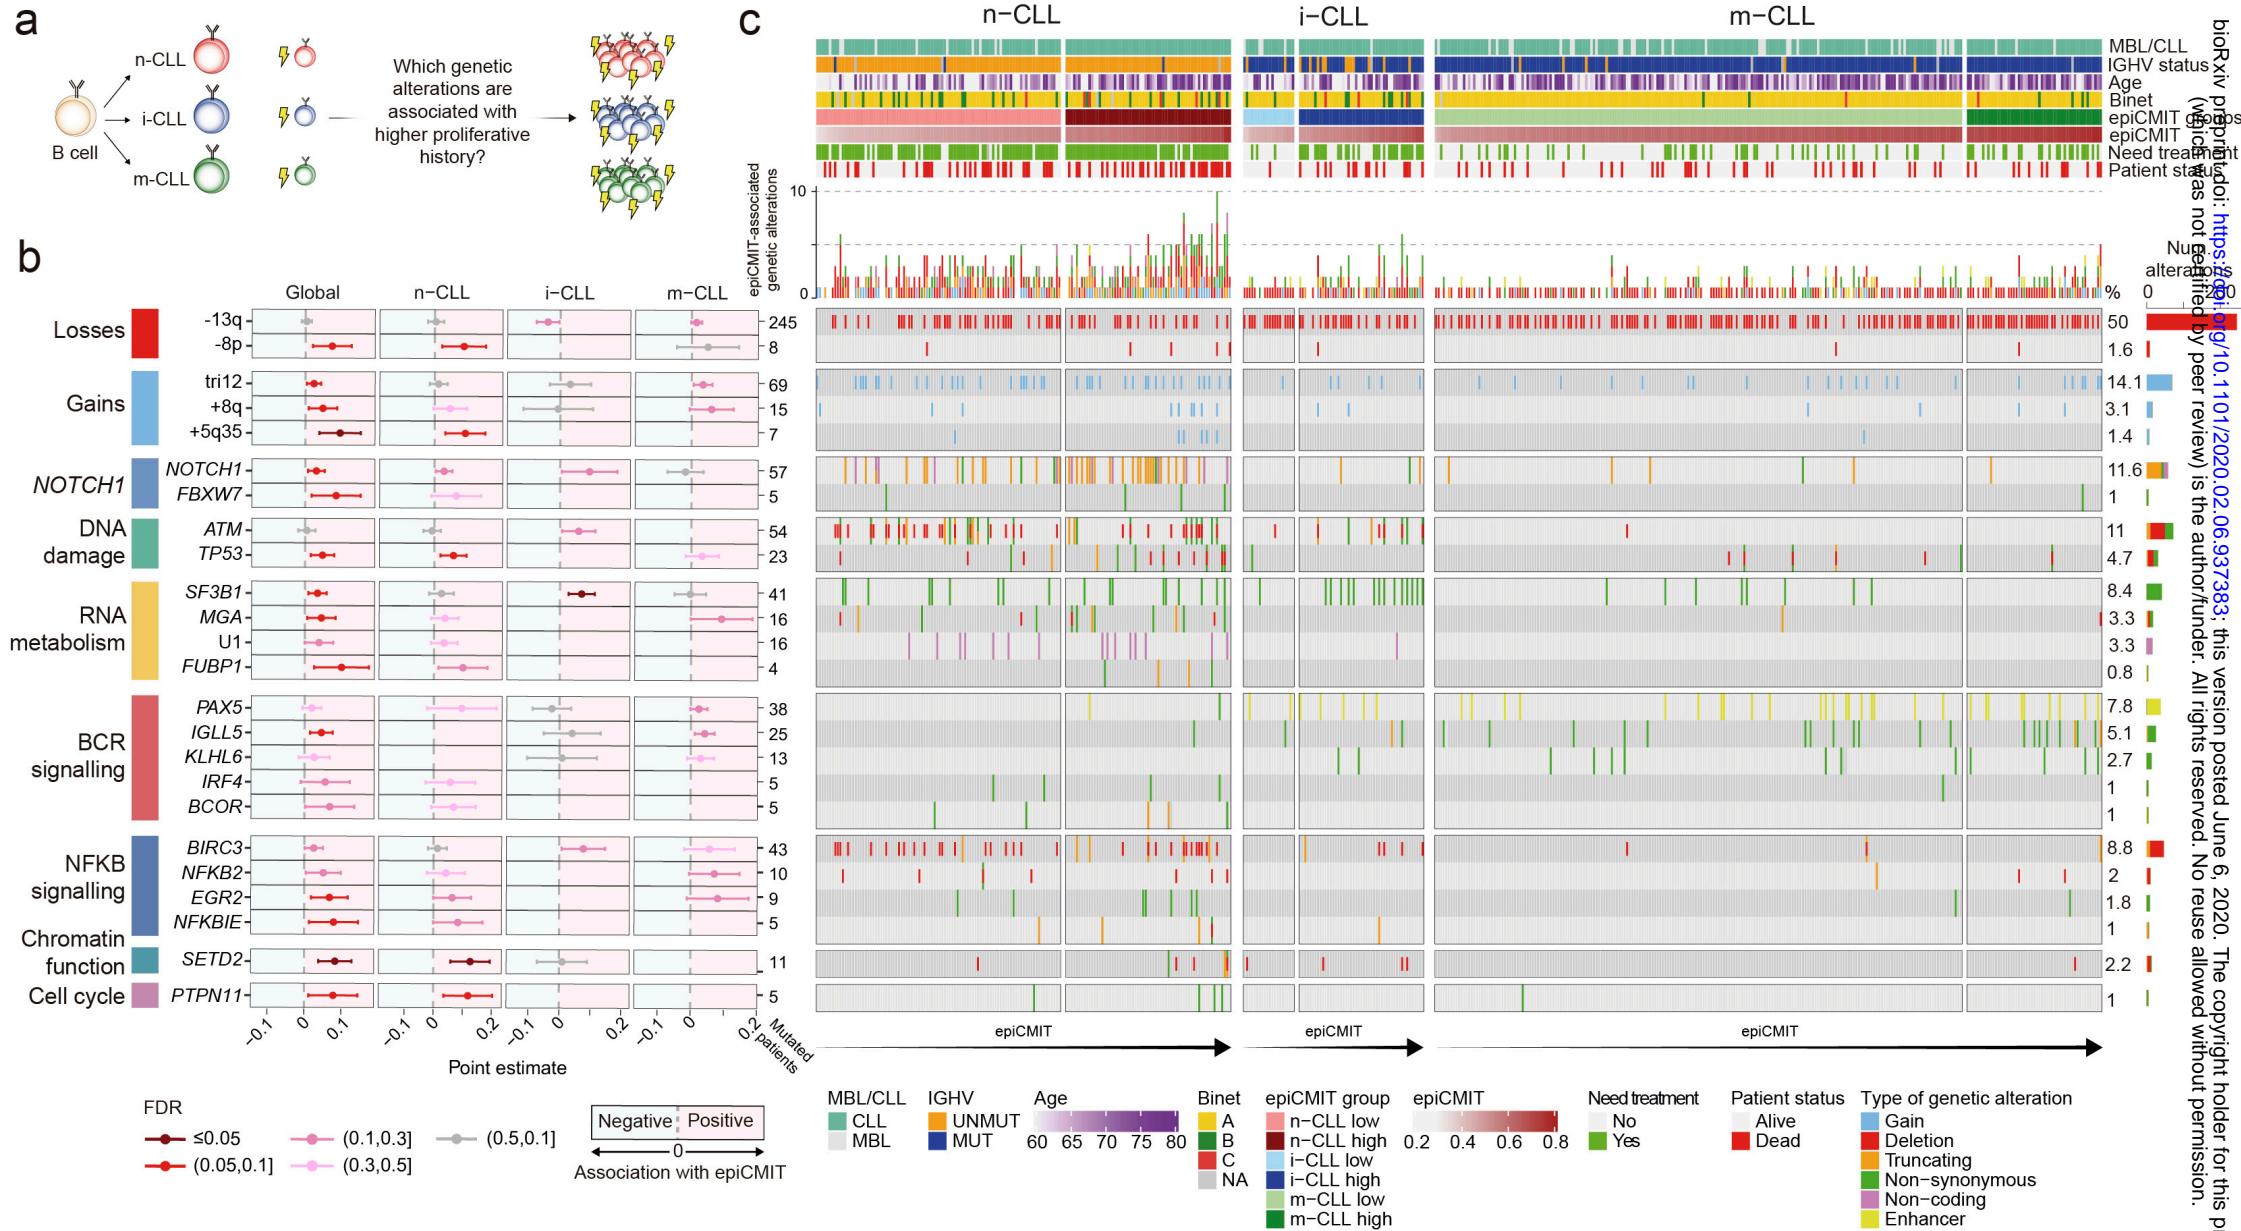 a
n-CLL
i-CLL
m-CLL
B cell
Which genetic
alterations are
associated with
higher proliferative
history?
b
Global
n-CLL
i-CLL
m-CLL
Losses
-13q
245
-8p
8
Gains
tri12
69
+8q
15
+5q35
7
NOTCH1
NOTCH1
57
FBXW7
5
DNA
damage
ATM
54
TP53
23
RNA
metabolism
SF3B1
41
MGA
16
U1
16
FUBP1
4
BCR
signalling
PAX5
38
IGLL5
25
KLHL6
13
IRF4
5
BCOR
5
NFKB
signalling
BIRC3
43
NFKB2
10
EGR2
9
NFKBIE
5
Chromatin
function
SETD2
11
Cell cycle
PTPN11
5
-0.1 0 0.1
-0.1 0 0.2
-0.1 0 0.2
-0.1 0 0.2
Mutated
patients
Point estimate
FDR
≤0.05
(0.05,0.1]
(0.1,0.3]
(0.3,0.5]
(0.5,0.1]
Negative
Positive
0
Association with epiCMIT
c
n−CLL
i−CLL
m−CLL
MBL/CLL
IGHV status
Age
Binet
epiCMIT groups
epiCMIT
Need treatment
Patient status
epiCMIT-associated
genetic alterations
10
0
Num
alterations
%
0
250
50
1.6
14.1
3.1
1.4
11.6
1
11
4.7
8.4
3.3
3.3
0.8
7.8
5.1
2.7
1
1
8.8
2
1.8
1
2.2
1
epiCMIT
epiCMIT
epiCMIT
MBL/CLL
CLL
MBL
IGHV
UNMUT
MUT
Age
60 65 70 75 80
Binet
A
B
C
NA
epiCMIT group
n−CLL low
n−CLL high
i−CLL low
i−CLL high
m−CLL low
m−CLL high
epiCMIT
0.2 0.4 0.6 0.8
Need treatment
No
Yes
Patient status
Alive
Dead
Type of genetic alteration
Gain
Deletion
Truncating
Non−synonymous
Non−coding
Enhancer
bioRxiv preprint doi: https://doi.org/10.1101/2020.02.06.937383; this version posted June 6, 2020. The copyright holder for this
(which was not certified by peer review) is the author/funder. All rights reserved. No reuse allowed without permission.